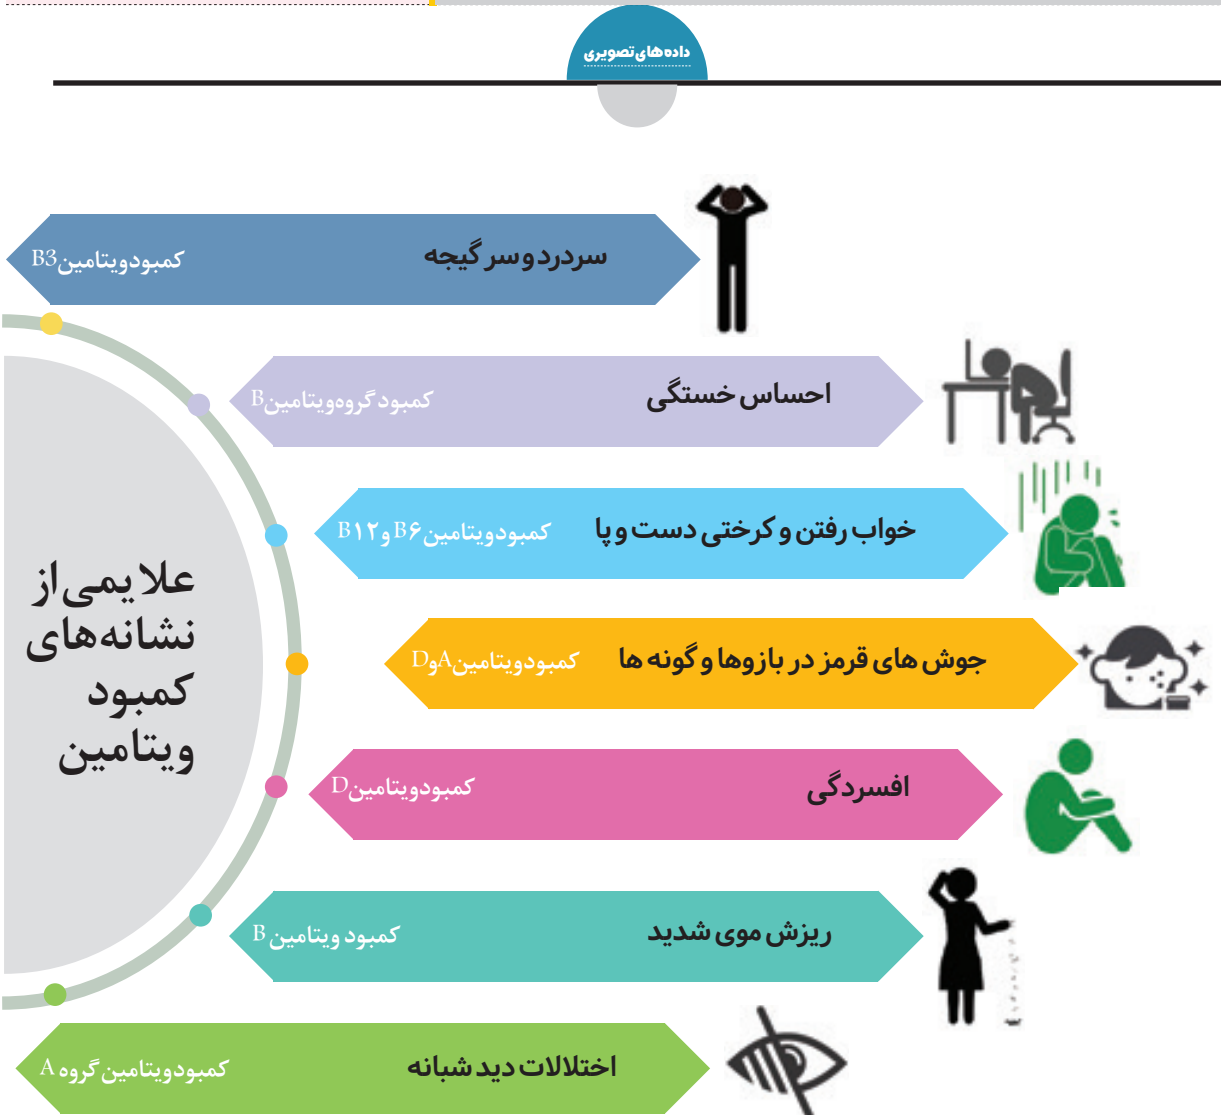 داده‌های تصویری
سردرد و سر گیجه
کمبود ویتامین B3
احساس خستگی
کمبود گروه ویتامین B
خواب رفتن و کرختی دست و پا
کمبود ویتامین B۶ و B۱۲
جوش های قرمز در بازوها و گونه ها
کمبود ویتامین A و D
افسردگی
کمبود ویتامین D
ریزش موی شدید
کمبود ویتامین B
اختلالات دید شبانه
کمبود ویتامین گروه A
علایمی از
نشانه‌های
کمبود
ویتامین